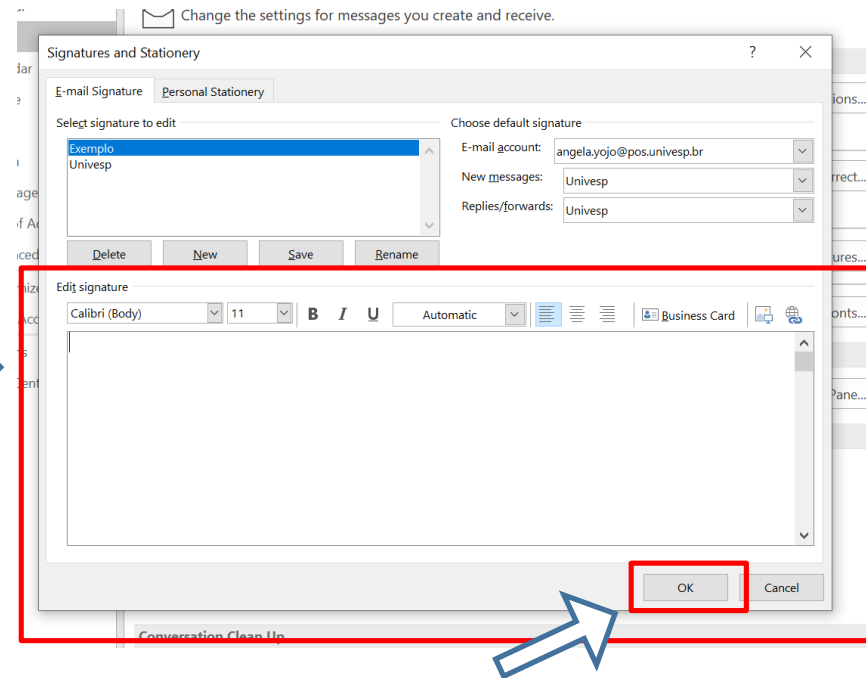 Change the settings for messages you create and receive.
Signatures and Stationery
?
E-mail Signature
Personal Stationery
Select signature to edit
Exemplo
Univesp
Delete
New
Save
Rename
Choose default signature
E-mail account:
angela.yojo@pos.univesp.br
New messages:
Univesp
Replies/forwards:
Univesp
Edit signature
Calibri (Body)
11
B
I
U
Automatic
Business Card
OK
Cancel
Conversation Clean Up